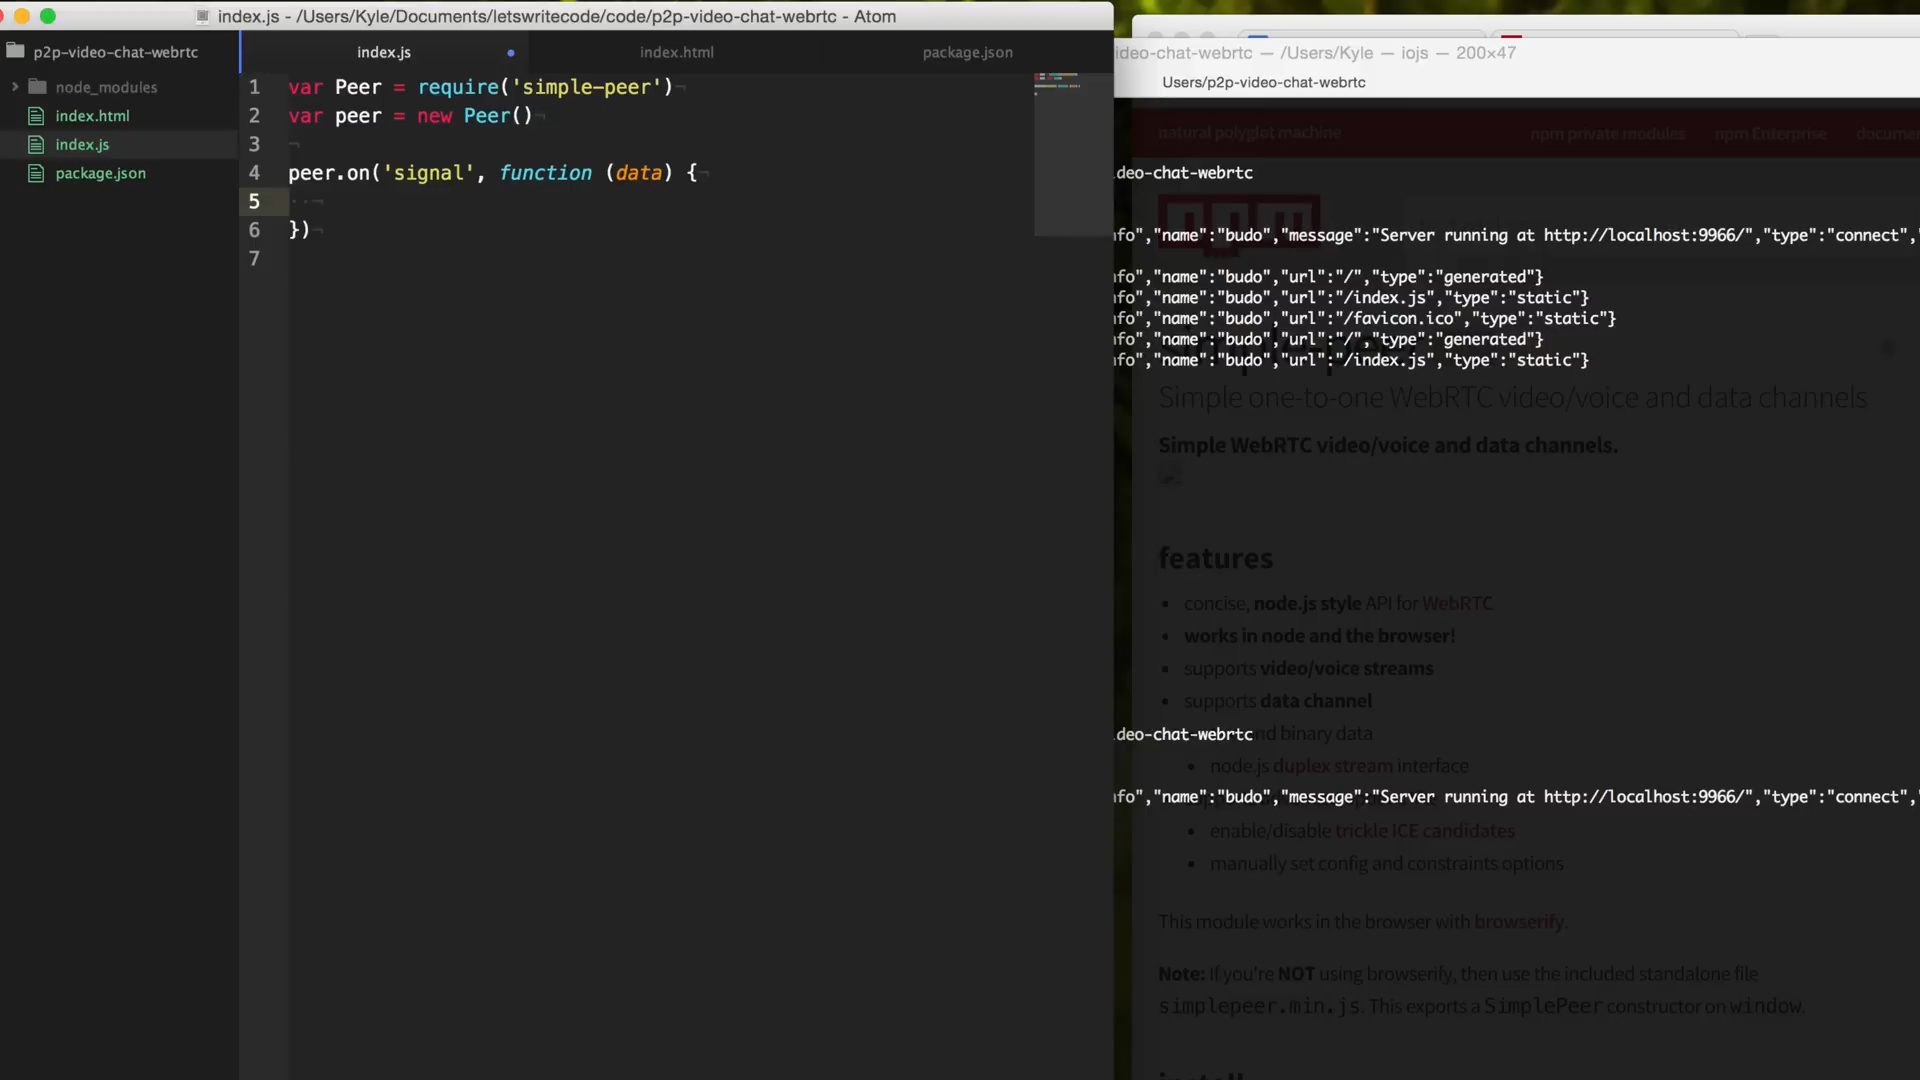 index.js - /Users/Kyle/Documents/letswritecode/code/p2p-video-chat-webrtc - Atom
p2p-video-chat-webrtc
node_modules
index.html
index.js
package.json
index.js
index.html
package.json
1 var Peer = require('simple-peer')¬
2 var peer = new Peer()¬
3 ¬
4 peer.on('signal', function (data) {¬
5 ··¬
6 })¬
7
ideo-chat-webrtc — /Users/Kyle — iojs — 200×47
Users/p2p-video-chat-webrtc
natural polyglot machine
npm private modules
npm Enterprise
docume
deo-chat-webrtc
nfo","name":"budo","message":"Server running at http://localhost:9966/","type":"connect",
nfo","name":"budo","url":"/","type":"generated"}
nfo","name":"budo","url":"/index.js","type":"static"}
nfo","name":"budo","url":"/favicon.ico","type":"static"}
nfo","name":"budo","url":"/","type":"generated"}
nfo","name":"budo","url":"/index.js","type":"static"}
Simple one-to-one WebRTC video/voice and data channels
Simple WebRTC video/voice and data channels.
features
concise, node.js style API for WebRTC
works in node and the browser!
supports video/voice streams
supports data channel
deo-chat-webrtc
nd binary data
node.js duplex stream interface
nfo","name":"budo","message":"Server running at http://localhost:9966/","type":"connect",
enable/disable trickle ICE candidates
manually set config and constraints options
This module works in the browser with browserify.
Note: If you're NOT using browserify, then use the included standalone file
simplepeer.min.js. This exports a SimplePeer constructor on window.